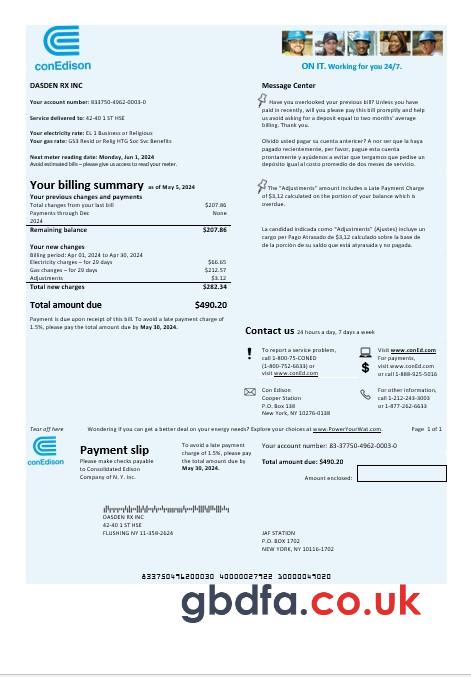 conEdison
ON IT. Working for you 24/7.
DASDEN RX INC
Your account number: 833750-4962-0003-0
Service delivered to: 42-40 1 ST HSE
Your electricity rate: EL 1 Business or Religious
Your gas rate: GS3 Resid or Relig HTG Soc Svc Benefits
Next meter reading date: Monday, Jun 1, 2024
Avoid estimated bills – please give us access to read your meter.
Your billing summary as of May 5, 2024
Your previous changes and payments
Total changes from your last bill $207.86
Payments through Dec None
2024
Remaining balance $207.86
Your new changes
Billing period: Apr 01, 2024 to Apr 30, 2024
Electricity charges – for 29 days $66.65
Gas changes – for 29 days $212.57
Adjustments $3.12
Total new charges $282.34
Total amount due $490.20
Payment is due upon receipt of this bill. To avoid a late payment charge of
1.5%, please pay the total amount due by May 30, 2024.
Message Center
Have you overlooked your previous bill? Unless you have
paid in recently, will you please pay this bill promptly and help
us avoid asking for a deposit equal to two months' average
billing. Thank you.
Olvidó usted pagar su cuenta antericer? A nor ser que la haya
pagado recientemente, per favor, pague esta cuenta
prontamente y ayúdenos a evitar que tergamos que pedise un
depósito igual al costo promedio de dos meses de servicio.
The "Adjustments" amount includes a Late Payment Charge
of $3,12 calculated on the portion of your balance which is
overdue.
La candidad indicada como "Adjustments" (Ajestes) incluye un
cargo per Pago Atrasado de $3,12 calculado sobre la base de
de la porción de su saldo que está atyrasada y no pagada.
Contact us 24 hours a day, 7 days a week
To report a service problem,
call 1-800-75-CONED
(1-800-752-6633) or
visit www.conEd.com
Visit www.conEd.com
For payments,
visit www.conEd.com
or call 1-888-925-5016
Con Edison
Cooper Station
P.O. Box 138
New York, NY 10276-0138
For other information,
call 1-212-243-3003
or 1-877-262-6633
Tear off here Wondering if you can get a better deal on your energy needs? Explore your choices at www.PowerYourWat.com. Page 1 of 1
conEdison
Payment slip
Please make checks payable
to Consolidated Edison
Company of N. Y. Inc.
To avoid a late payment
charge of 1.5%, please pay
the total amount due by
May 30, 2024.
Your account number: 83-37750-4962-0003-0
Total amount due: $490.20
Amount enclosed:
DASDEN RX INC
42-40 1 ST HSE
FLUSHING NY 11-358-2624
JAF STATION
P.O. BOX 1702
NEW YORK, NY 10116-1702
833750496200030 40000027922 30000049020
gbdfa.co.uk